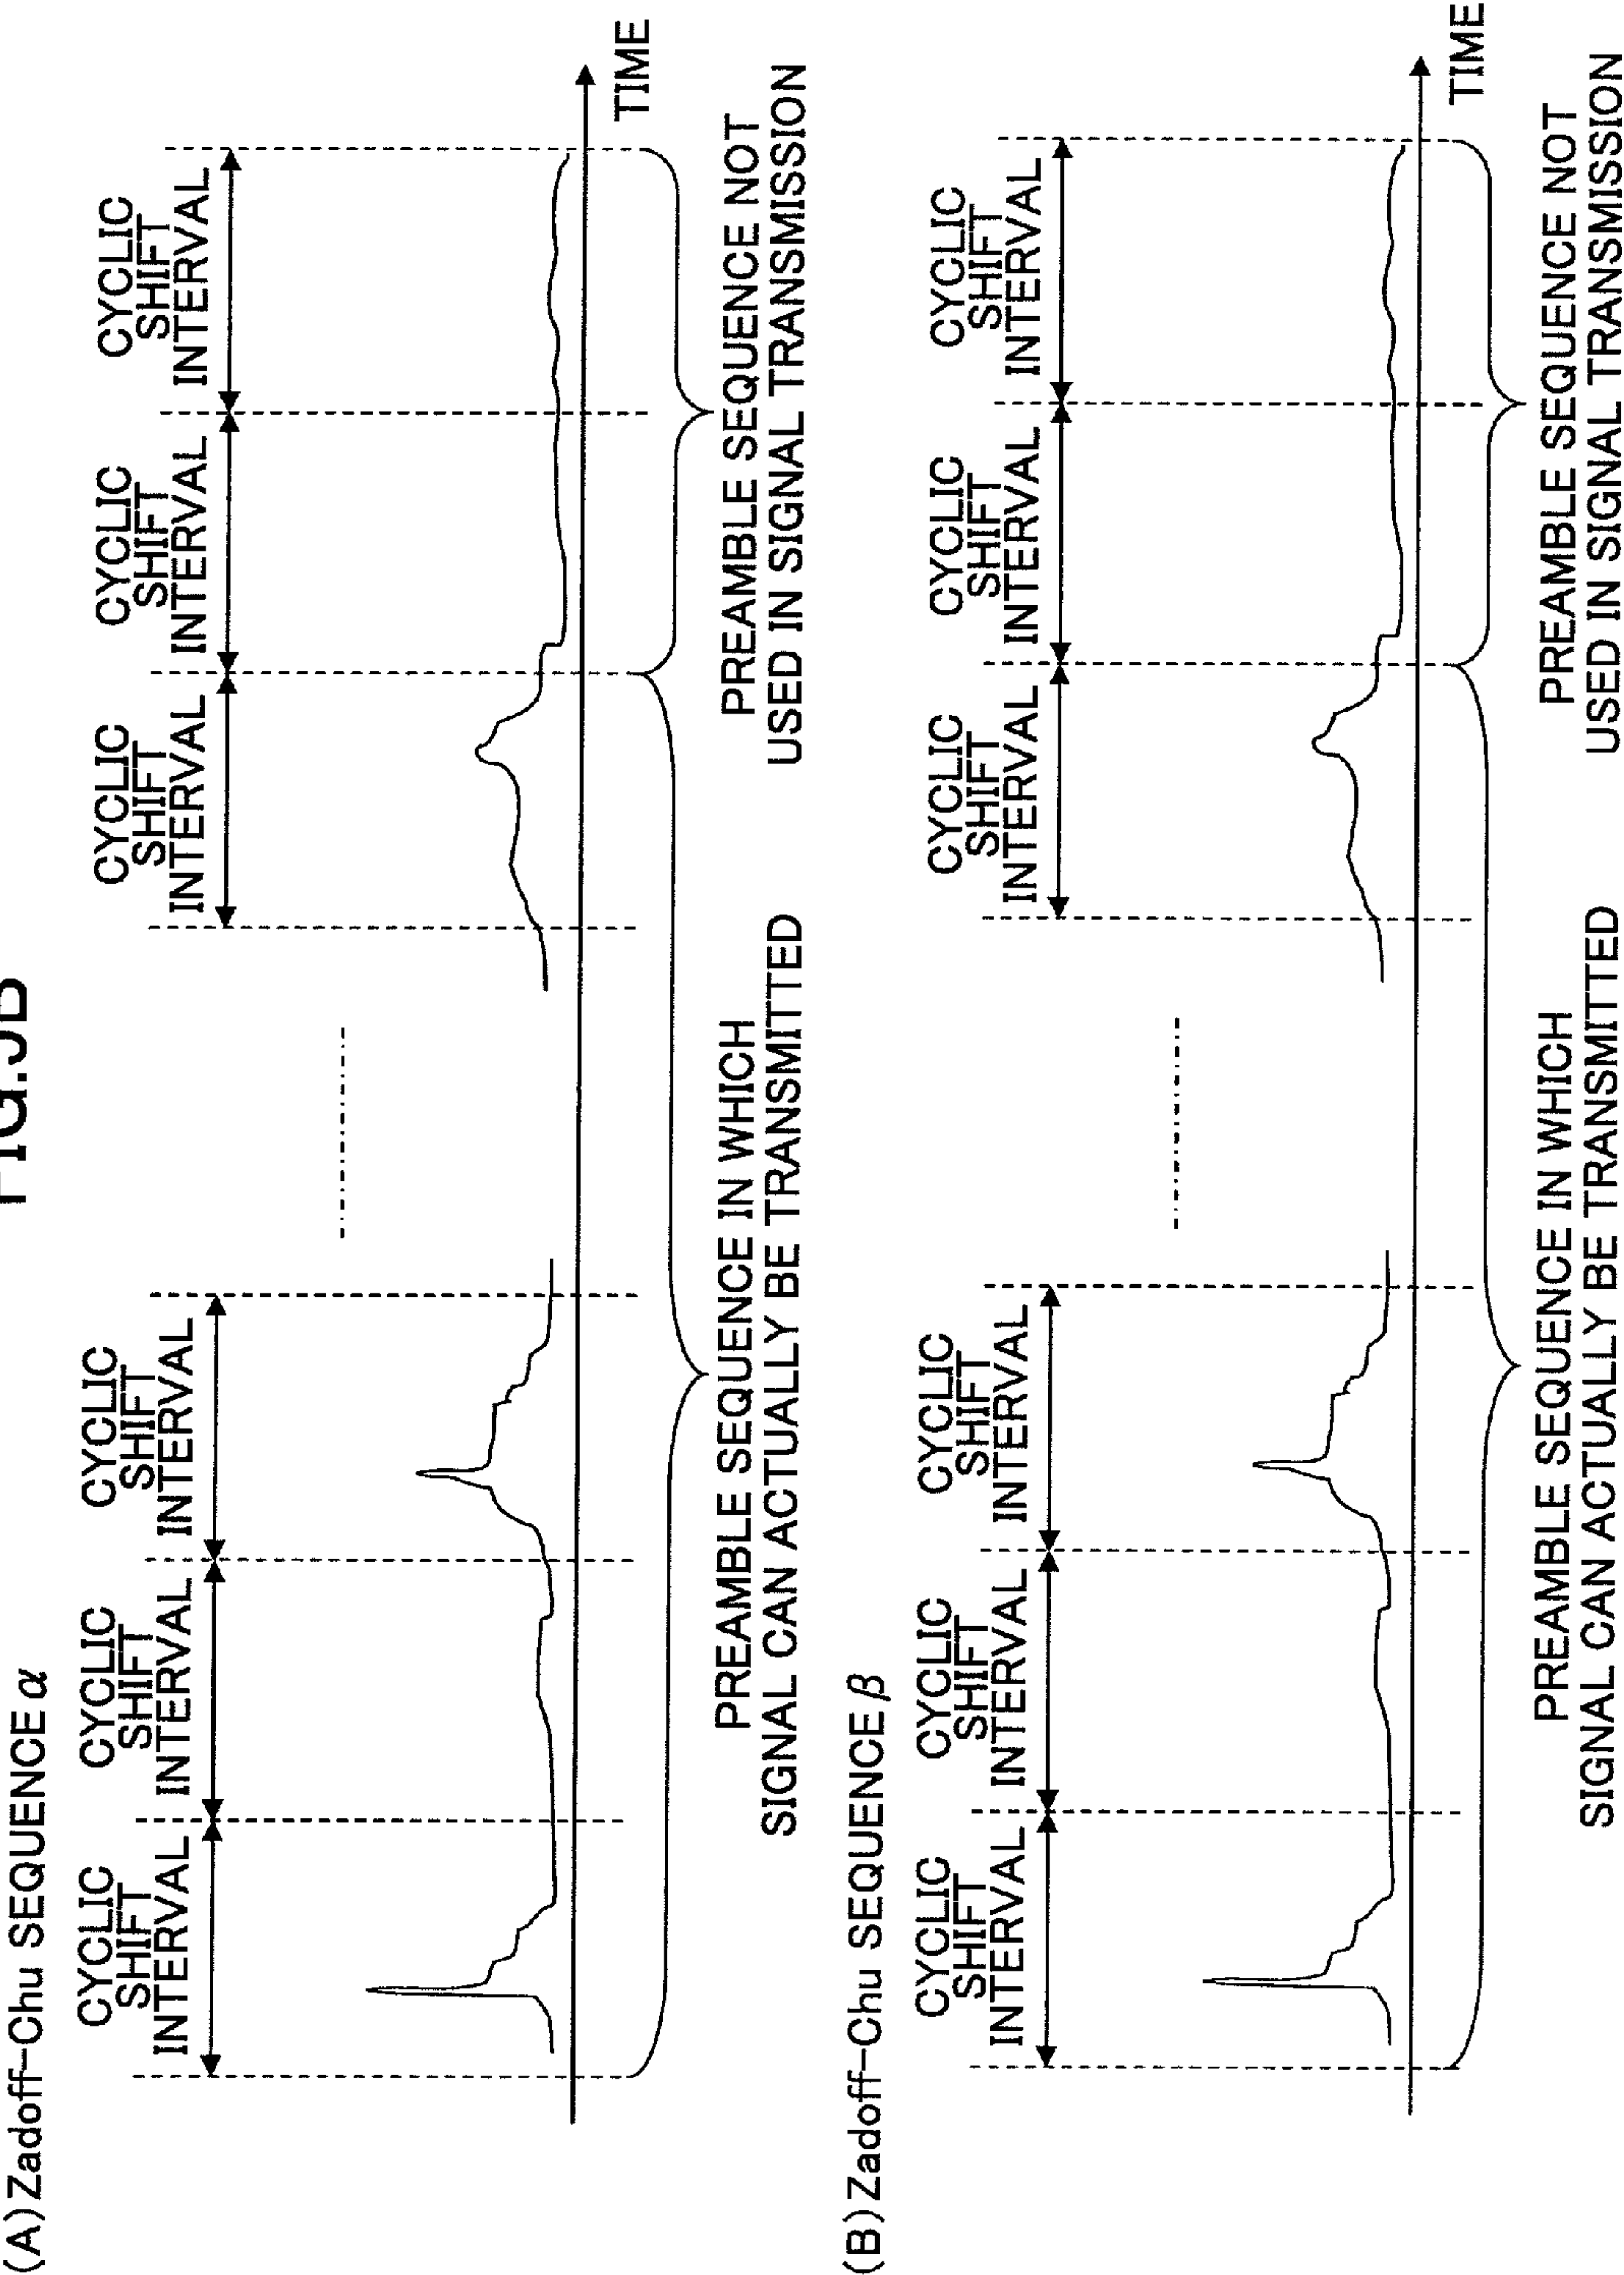 FIG.5B
(A) Zadoff-Chu SEQUENCE α
CYCLIC
SHIFT
INTERVAL
CYCLIC
SHIFT
INTERVAL
CYCLIC
SHIFT
INTERVAL
CYCLIC
SHIFT
INTERVAL
CYCLIC
SHIFT
INTERVAL
CYCLIC
SHIFT
INTERVAL
TIME
PREAMBLE SEQUENCE IN WHICH
SIGNAL CAN ACTUALLY BE TRANSMITTED
PREAMBLE SEQUENCE NOT
USED IN SIGNAL TRANSMISSION
(B) Zadoff-Chu SEQUENCE β
CYCLIC
SHIFT
INTERVAL
CYCLIC
SHIFT
INTERVAL
CYCLIC
SHIFT
INTERVAL
CYCLIC
SHIFT
INTERVAL
CYCLIC
SHIFT
INTERVAL
CYCLIC
SHIFT
INTERVAL
TIME
PREAMBLE SEQUENCE IN WHICH
SIGNAL CAN ACTUALLY BE TRANSMITTED
PREAMBLE SEQUENCE NOT
USED IN SIGNAL TRANSMISSION